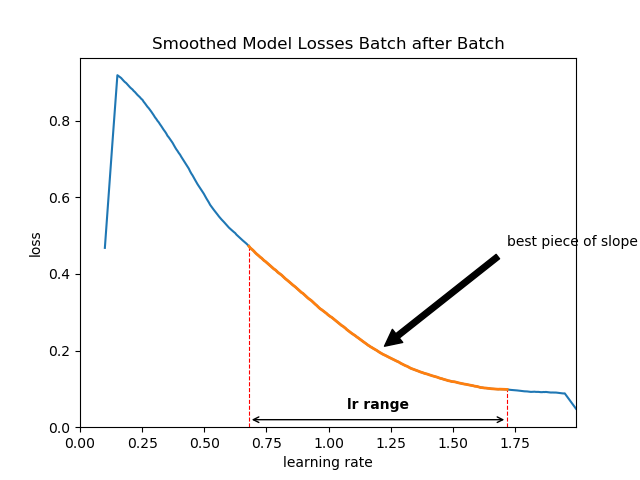 Smoothed Model Losses Batch after Batch
0.8
0.6
best piece of slope
loss
0.4
0.2
lr range
0.0
0.00 0.25 0.50 0.75 1.00 1.25 1.50 1.75
learning rate